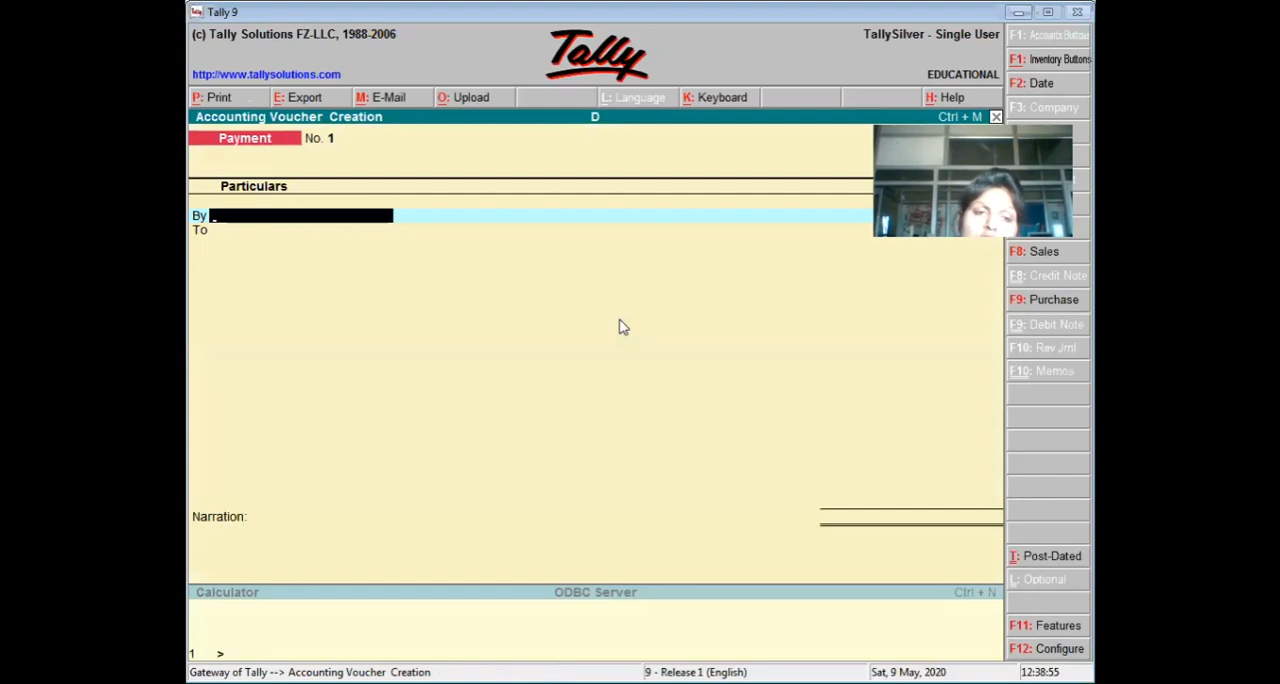 Tally 9
(c) Tally Solutions FZ-LLC, 1988-2006
Tally
TallySilver - Single User
http://www.tallysolutions.com
EDUCATIONAL
P: Print
E: Export
M: E-Mail
O: Upload
L: Language
K: Keyboard
H: Help
Accounting Voucher Creation
D
Ctrl + M
Payment No. 1
Particulars
By
To
Narration:
F1: Accounts Buttons
F1: Inventory Buttons
F2: Date
F3: Company
F8: Sales
F8: Credit Note
F9: Purchase
F9: Debit Note
F10: Rev Jrnl
F10: Memos
T: Post-Dated
L: Optional
F11: Features
F12: Configure
Calculator
ODBC Server
Ctrl + N
1 >
Gateway of Tally --> Accounting Voucher Creation
9 - Release 1 (English)
Sat, 9 May, 2020
12:38:55